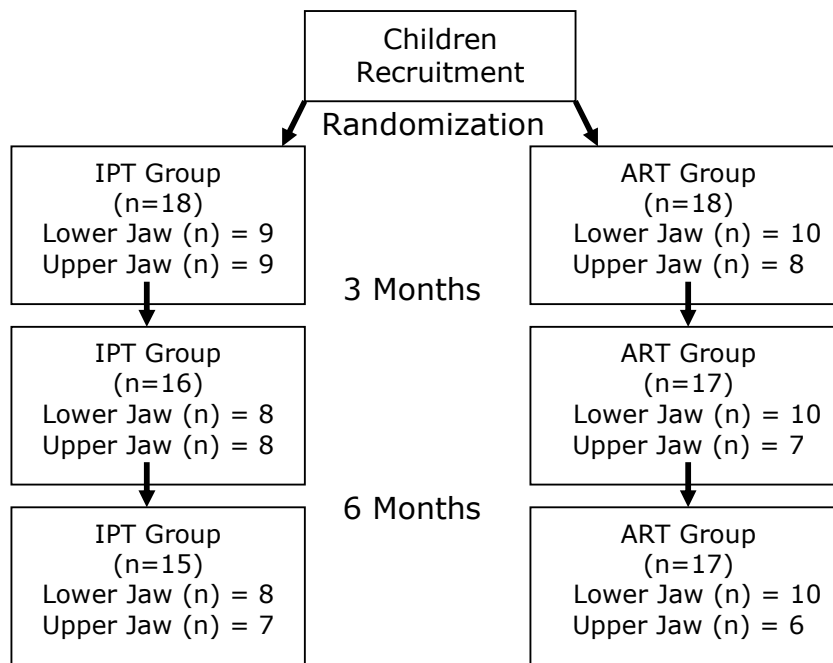 Children
Recruitment
Randomization
IPT Group
(n=18)
Lower Jaw (n) = 9
Upper Jaw (n) = 9
ART Group
(n=18)
Lower Jaw (n) = 10
Upper Jaw (n) = 8
3 Months
IPT Group
(n=16)
Lower Jaw (n) = 8
Upper Jaw (n) = 8
ART Group
(n=17)
Lower Jaw (n) = 10
Upper Jaw (n) = 7
6 Months
IPT Group
(n=15)
Lower Jaw (n) = 8
Upper Jaw (n) = 7
ART Group
(n=17)
Lower Jaw (n) = 10
Upper Jaw (n) = 6